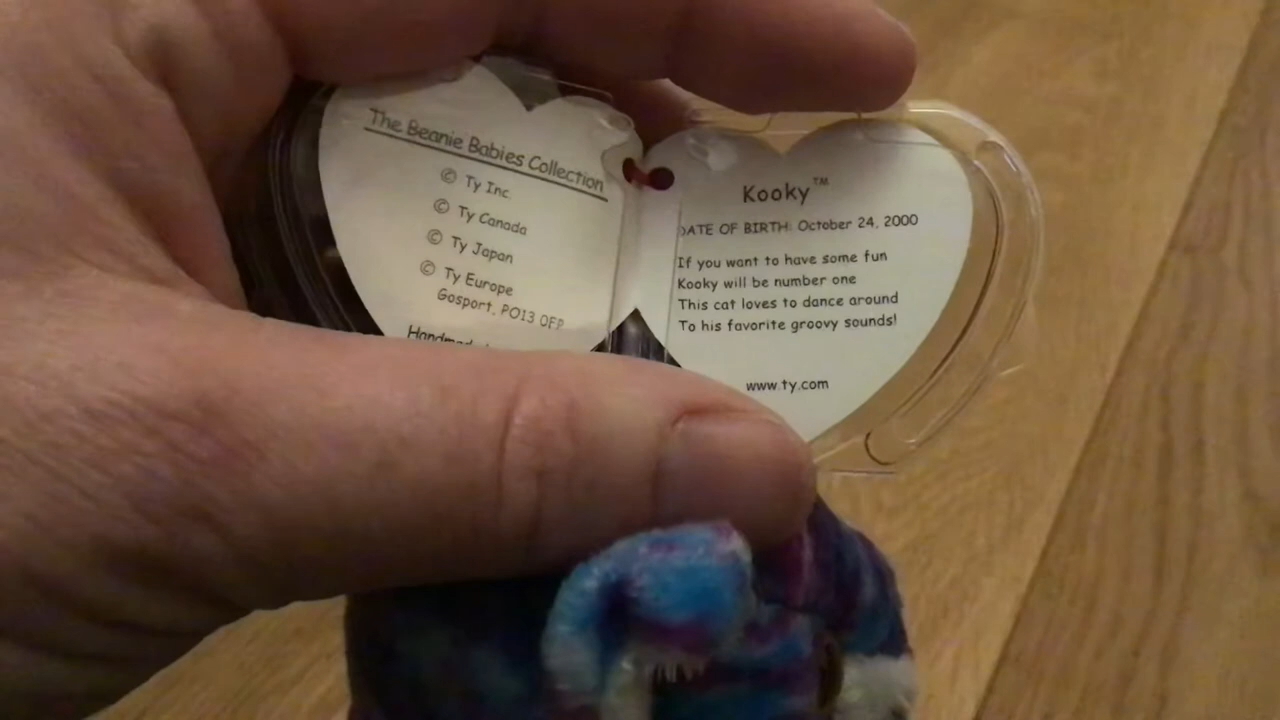 The Beanie Babies Collection
© Ty Inc.
© Ty Canada
© Ty Japan
© Ty Europe
Gosport, PO13 0FP
Kooky™
DATE OF BIRTH: October 24, 2000
If you want to have some fun
Kooky will be number one
This cat loves to dance around
To his favorite groovy sounds!
www.ty.com